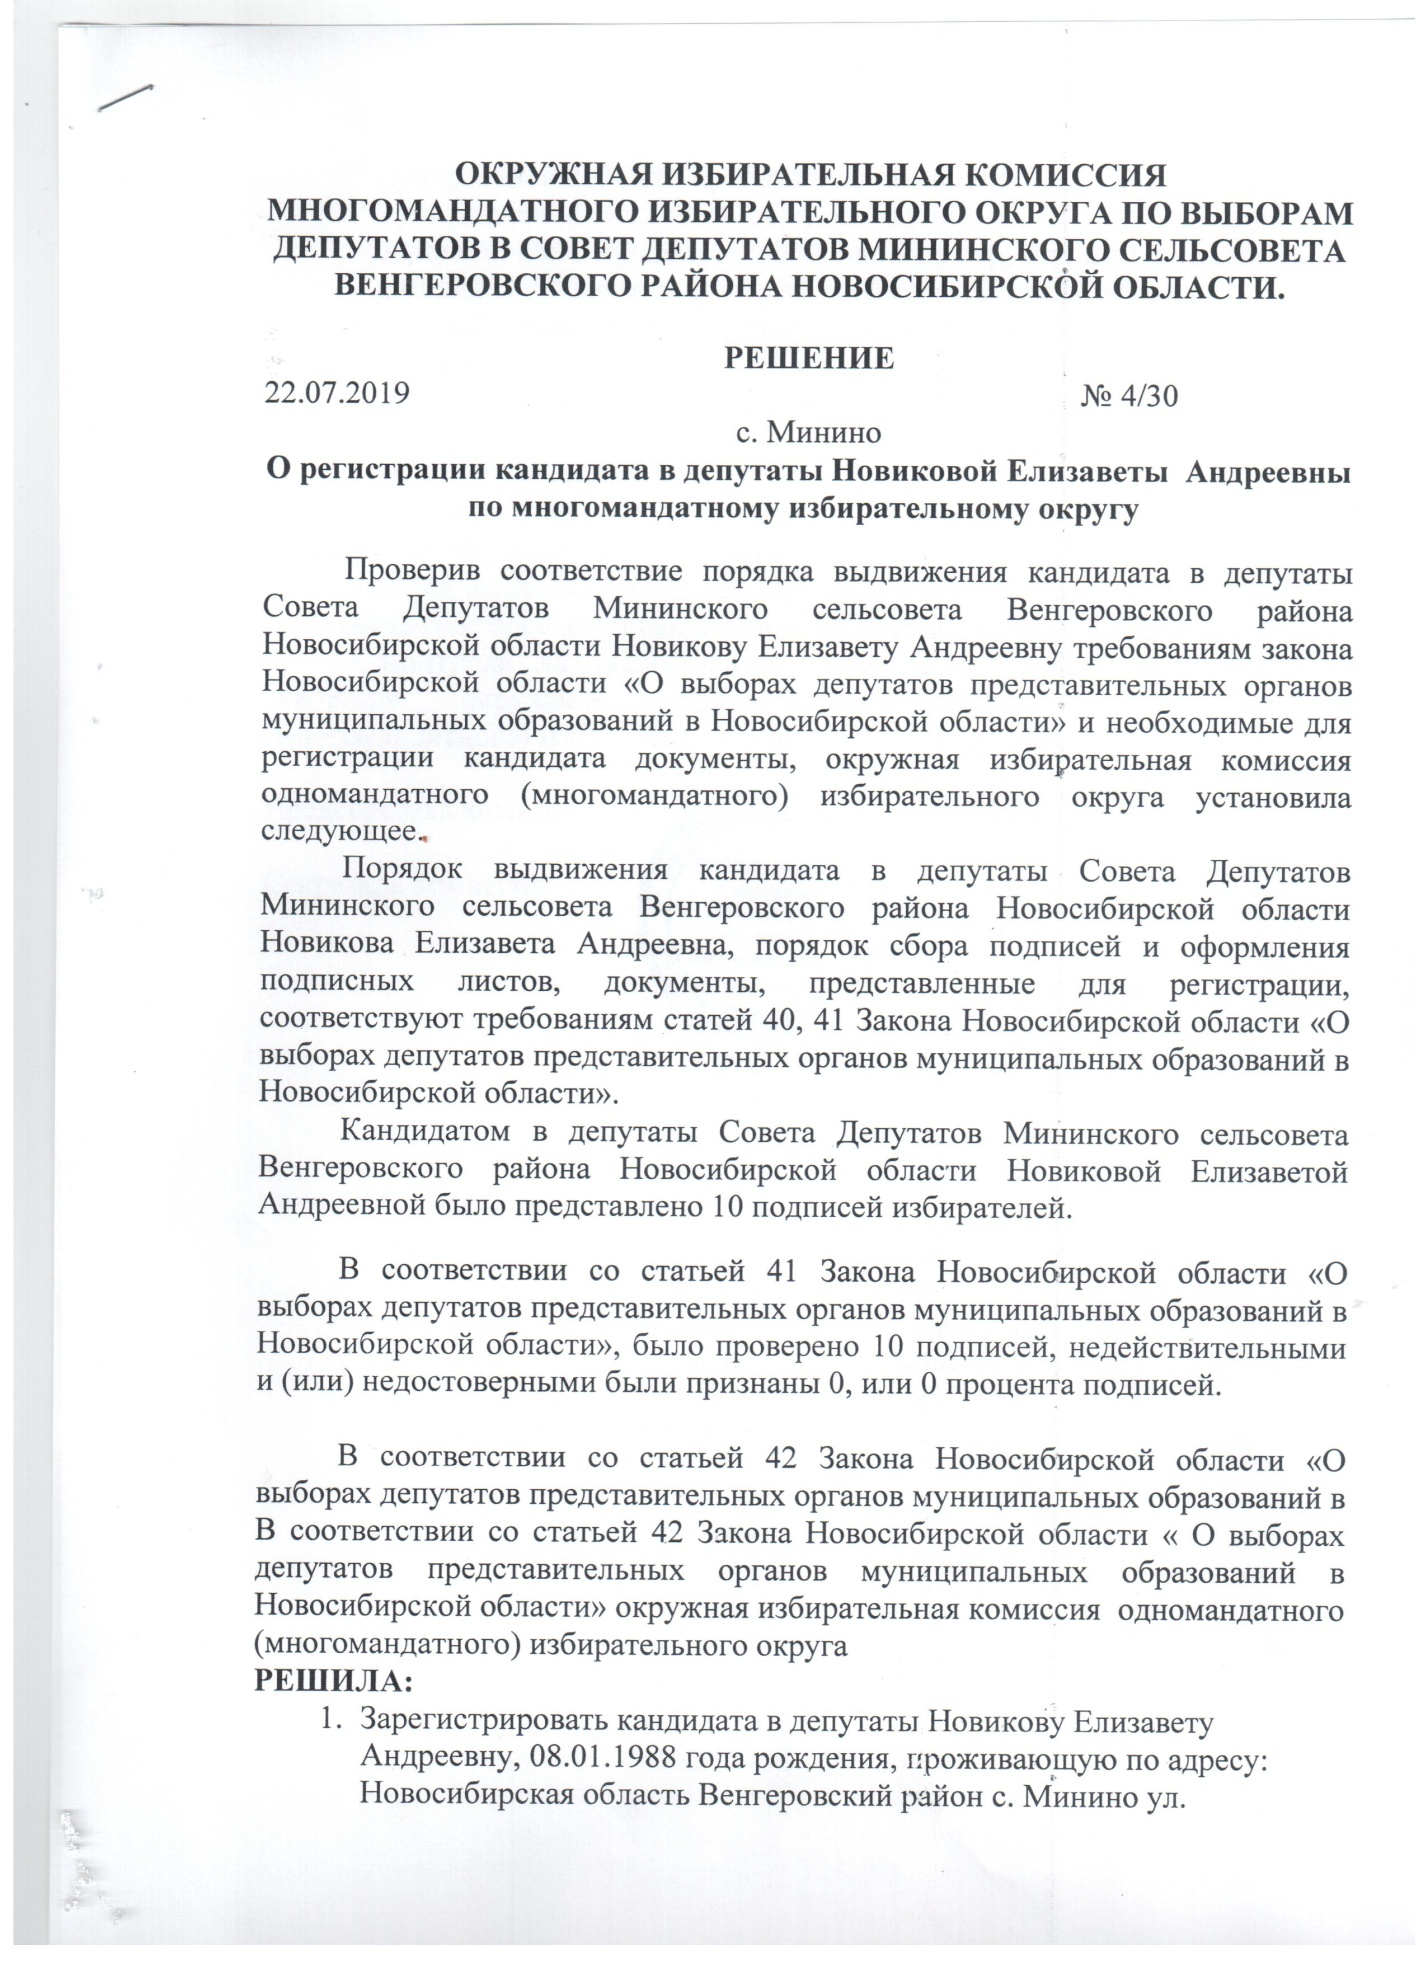 ОКРУЖНАЯ ИЗБИРАТЕЛЬНАЯ КОМИССИЯ
МНОГОМАНДАТНОГО ИЗБИРАТЕЛЬНОГО ОКРУГА ПО ВЫБОРАМ
ДЕПУТАТОВ В СОВЕТ ДЕПУТАТОВ МИНИНСКОГО СЕЛЬСОВЕТА
ВЕНГЕРОВСКОГО РАЙОНА НОВОСИБИРСКОЙ ОБЛАСТИ.
РЕШЕНИЕ
22.07.2019 № 4/30
с. Минино
О регистрации кандидата в депутаты Новиковой Елизаветы Андреевны
по многомандатному избирательному округу
Проверив соответствие порядка выдвижения кандидата в депутаты
Совета Депутатов Мининского сельсовета Венгеровского района
Новосибирской области Новикову Елизавету Андреевну требованиям закона
Новосибирской области «О выборах депутатов представительных органов
муниципальных образований в Новосибирской области» и необходимые для
регистрации кандидата документы, окружная избирательная комиссия
одномандатного (многомандатного) избирательного округа установила
следующее.
Порядок выдвижения кандидата в депутаты Совета Депутатов
Мининского сельсовета Венгеровского района Новосибирской области
Новикова Елизавета Андреевна, порядок сбора подписей и оформления
подписных листов, документы, представленные для регистрации,
соответствуют требованиям статей 40, 41 Закона Новосибирской области «О
выборах депутатов представительных органов муниципальных образований в
Новосибирской области».
Кандидатом в депутаты Совета Депутатов Мининского сельсовета
Венгеровского района Новосибирской области Новиковой Елизаветой
Андреевной было представлено 10 подписей избирателей.
В соответствии со статьей 41 Закона Новосибирской области «О
выборах депутатов представительных органов муниципальных образований в
Новосибирской области», было проверено 10 подписей, недействительными
и (или) недостоверными были признаны 0, или 0 процента подписей.
В соответствии со статьей 42 Закона Новосибирской области «О
выборах депутатов представительных органов муниципальных образований в
В соответствии со статьей 42 Закона Новосибирской области « О выборах
депутатов представительных органов муниципальных образований в
Новосибирской области» окружная избирательная комиссия одномандатного
(многомандатного) избирательного округа
РЕШИЛА:
1. Зарегистрировать кандидата в депутаты Новикову Елизавету
Андреевну, 08.01.1988 года рождения, проживающую по адресу:
Новосибирская область Венгеровский район с. Минино ул.